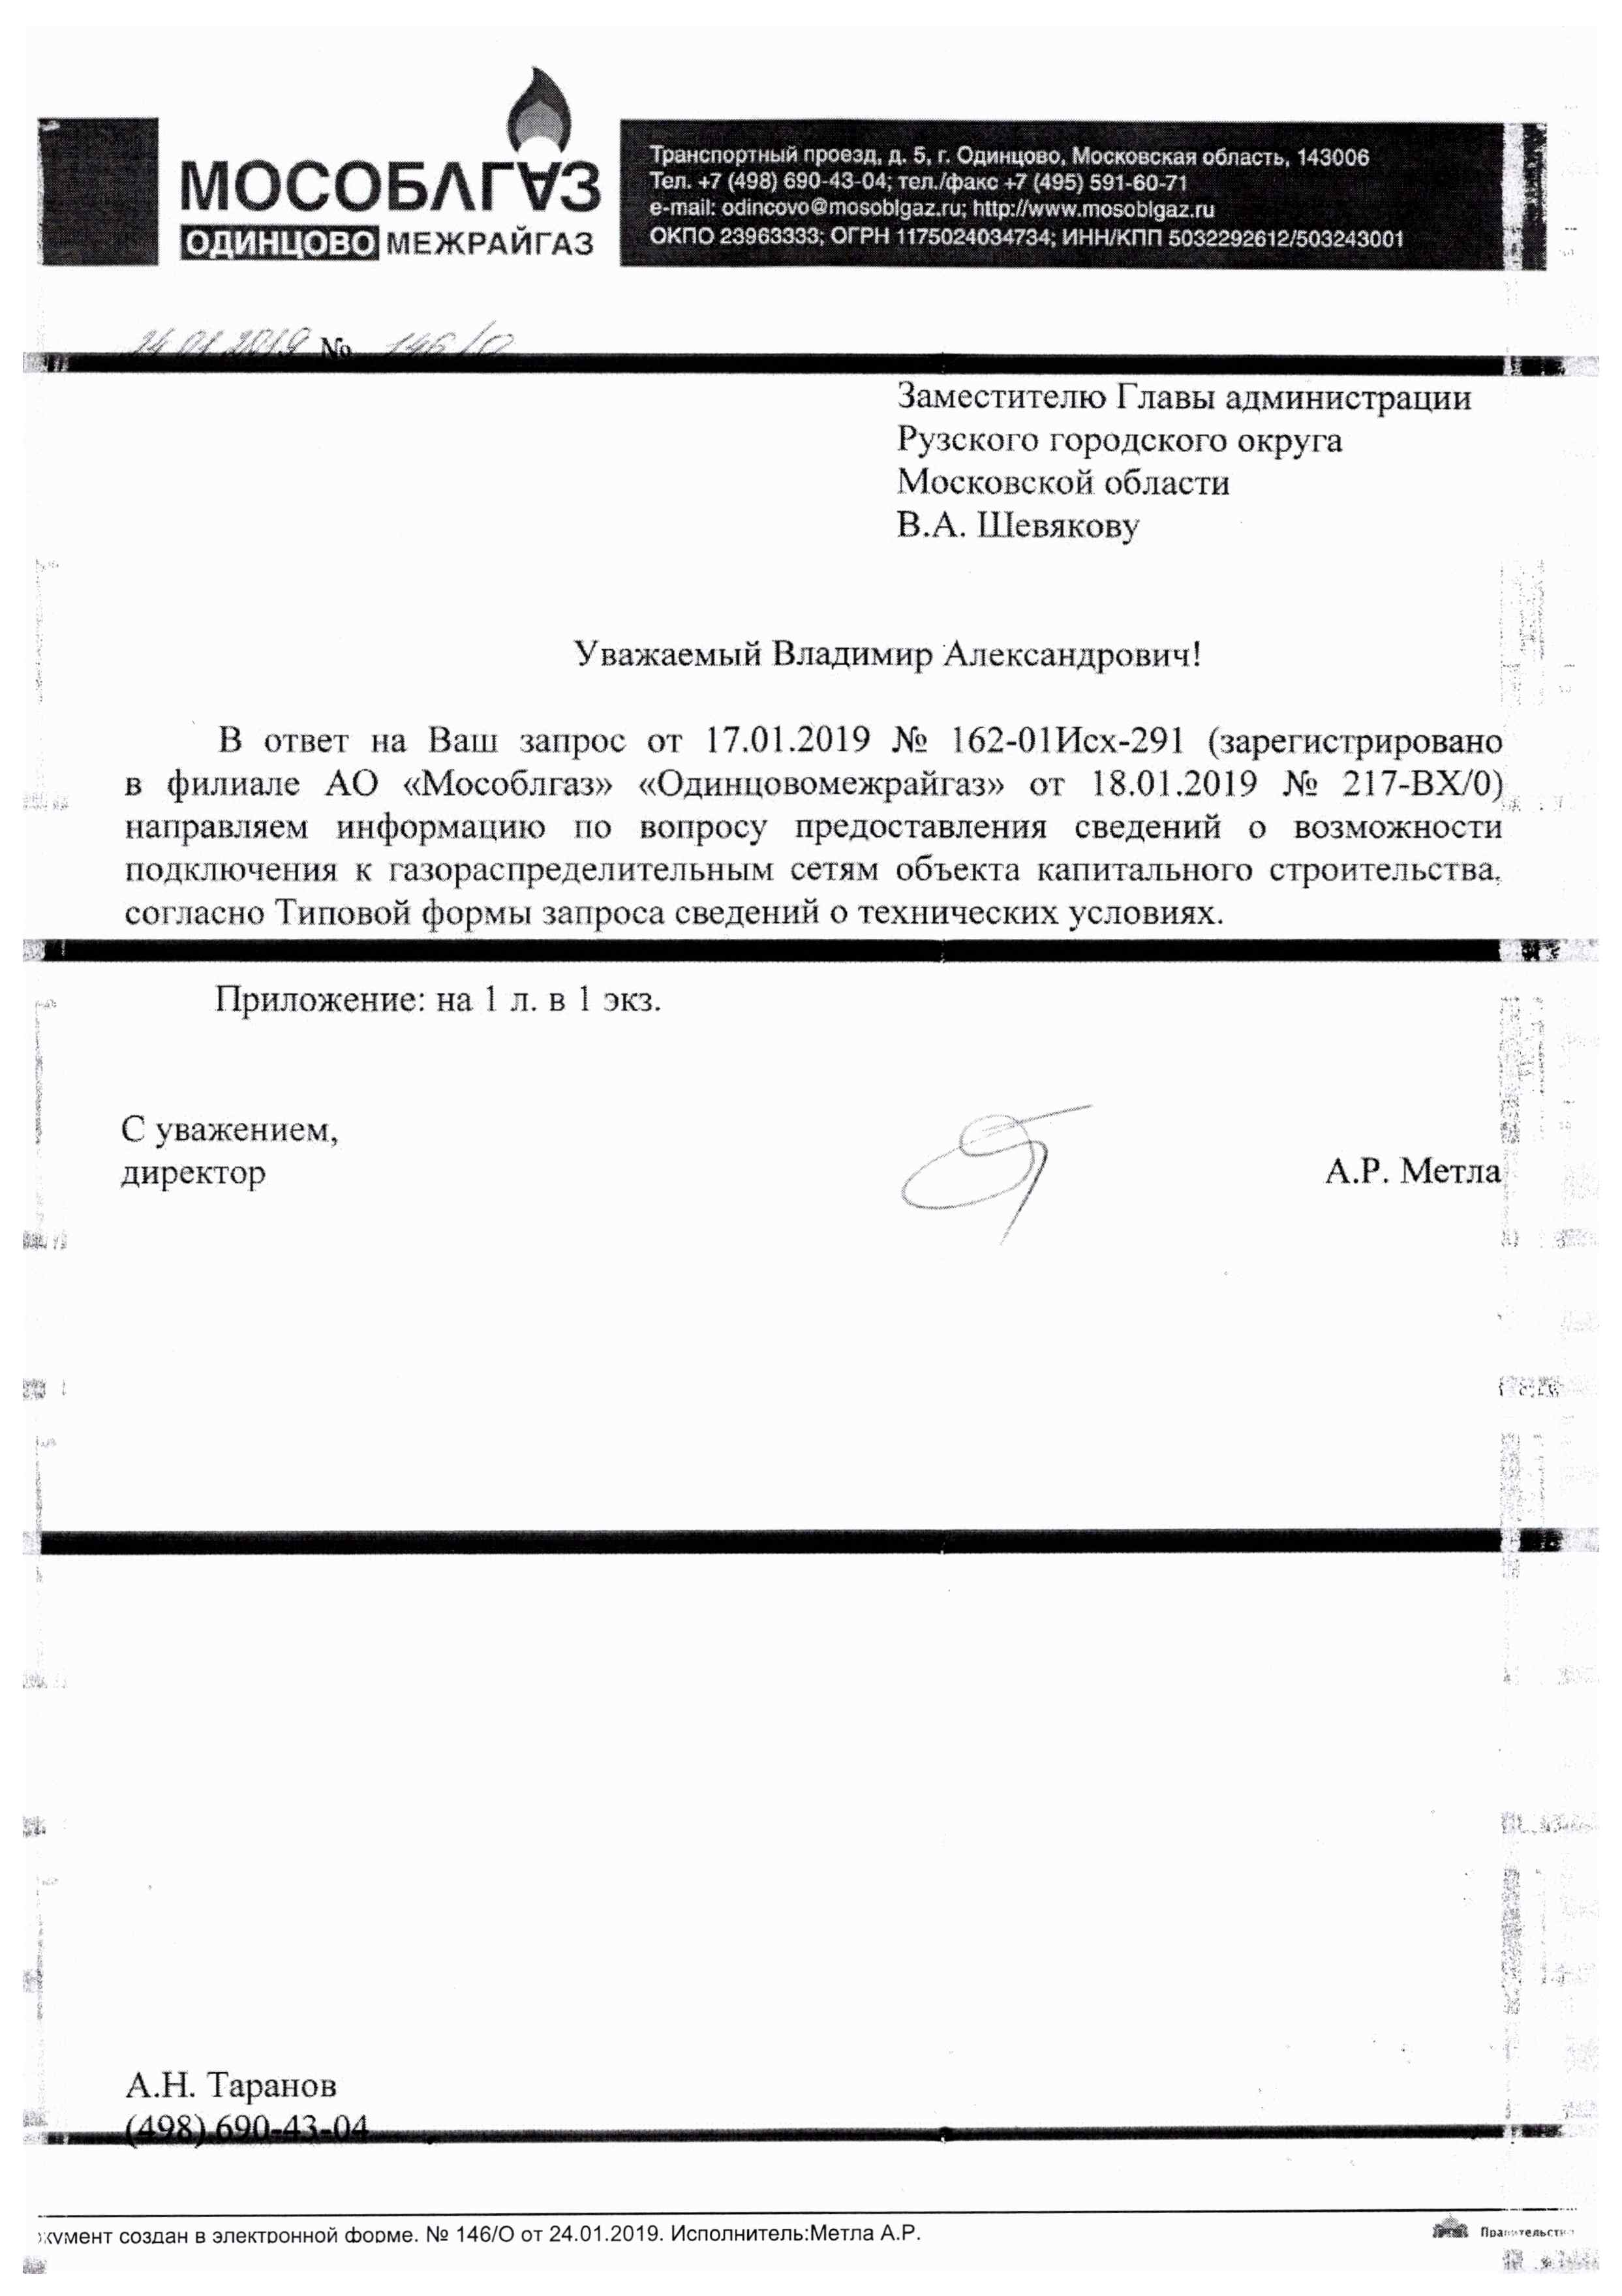 МОСОБЛГАЗ
ОДИНЦОВО МЕЖРАЙГАЗ
Транспортный проезд, д. 5, г. Одинцово, Московская область, 143006
Тел. +7 (498) 690-43-04; тел./факс +7 (495) 591-60-71
e-mail: odincovo@mosoblgaz.ru; http://www.mosoblgaz.ru
ОКПО 23963333; ОГРН 1175024034734; ИНН/КПП 5032292612/503243001
24 01 2019 № 146/О
Заместителю Главы администрации
Рузского городского округа
Московской области
В.А. Шевякову
Уважаемый Владимир Александрович!
В ответ на Ваш запрос от 17.01.2019 № 162-01Исх-291 (зарегистрировано
в филиале АО «Мособлгаз» «Одинцовомежрайгаз» от 18.01.2019 № 217-ВХ/0)
направляем информацию по вопросу предоставления сведений о возможности
подключения к газораспределительным сетям объекта капитального строительства,
согласно Типовой формы запроса сведений о технических условиях.
Приложение: на 1 л. в 1 экз.
С уважением,
директор
А.Р. Метла
А.Н. Таранов
(498) 690-43-04
кумент создан в электронной форме. № 146/О от 24.01.2019. Исполнитель:Метла А.Р.